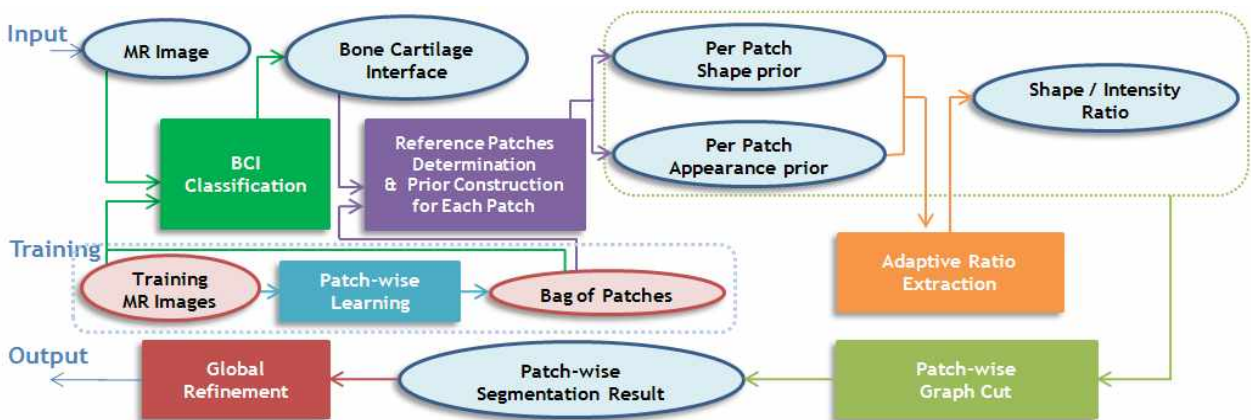 Input
MR Image
Bone Cartilage
Interface
Per Patch
Shape prior
Shape / Intensity
Ratio
BCI
Classification
Reference Patches
Determination
& Prior Construction
for Each Patch
Per Patch
Appearance prior
Training
Training
MR Images
Patch-wise
Learning
Bag of Patches
Adaptive Ratio
Extraction
Output
Global
Refinement
Patch-wise
Segmentation Result
Patch-wise
Graph Cut